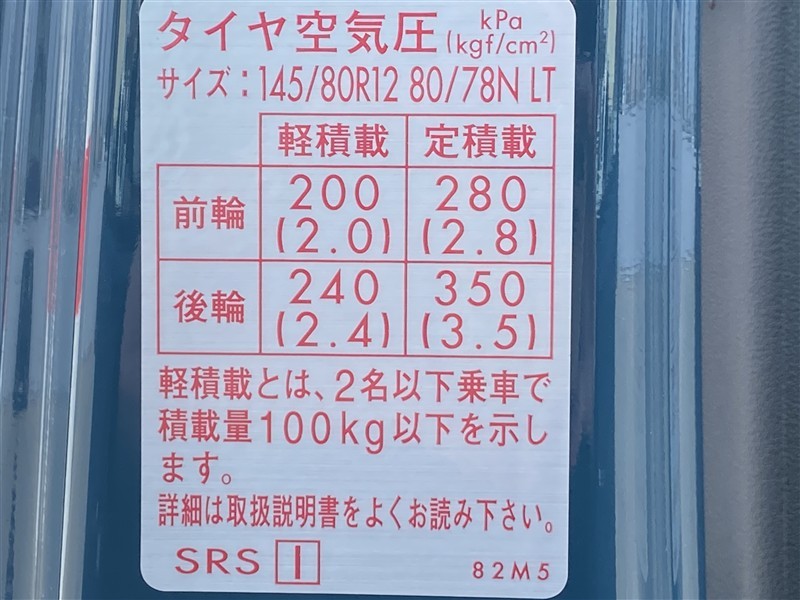 タイヤ空気圧 kPa (kgf/cm²)
サイズ：145/80R12 80/78N LT
軽積載 定積載
前輪 200 (2.0) 280 (2.8)
後輪 240 (2.4) 350 (3.5)
軽積載とは、2名以下乗車で
積載量100kg以下を示し
ます。
詳細は取扱説明書をよくお読み下さい。
SRS I 82M5